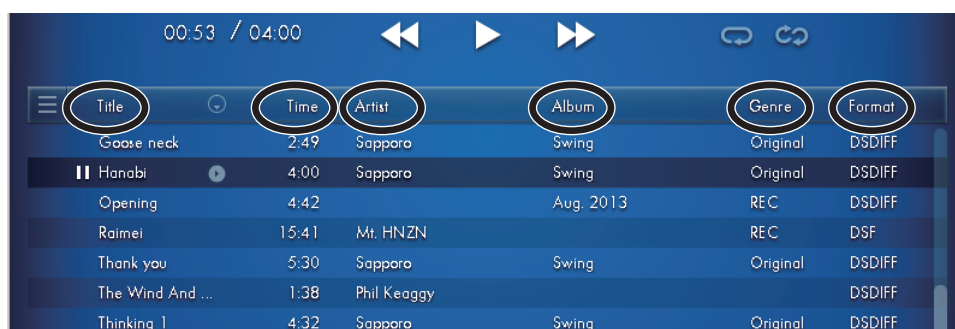 00:53 / 04:00
Title Time Artist Album Genre Format
Goose neck 2:49 Sapporo Swing Original DSDIFF
Hanabi 4:00 Sapporo Swing Original DSDIFF
Opening 4:42 Aug. 2013 REC DSDIFF
Raimei 15:41 Mt. HNZN REC DSF
Thank you 5:30 Sapporo Swing Original DSDIFF
The Wind And ... 1:38 Phil Keaggy DSDIFF
Thinking 1 4:32 Sapporo Swing Original DSDIFF